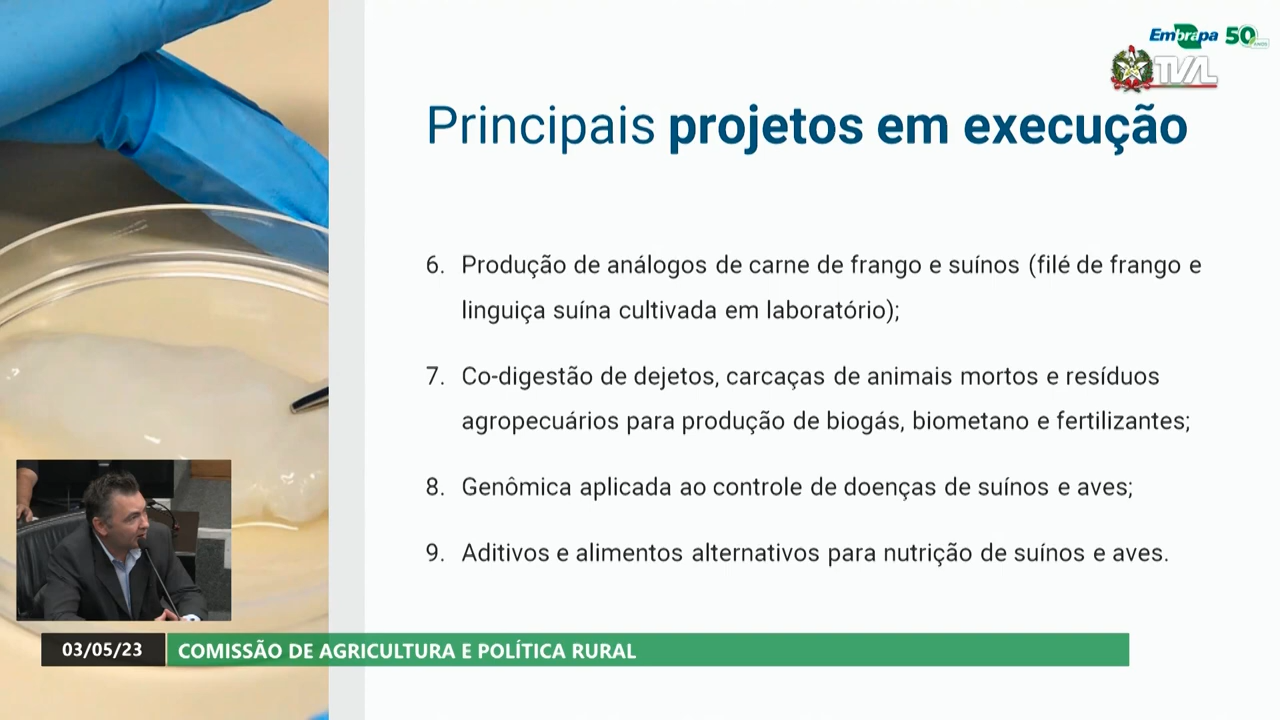 Embrapa 50
TVAL
Principais projetos em execução
6. Produção de análogos de carne de frango e suínos (filé de frango e
linguiça suína cultivada em laboratório);
7. Co-digestão de dejetos, carcaças de animais mortos e resíduos
agropecuários para produção de biogás, biometano e fertilizantes;
8. Genômica aplicada ao controle de doenças de suínos e aves;
9. Aditivos e alimentos alternativos para nutrição de suínos e aves.
03/05/23 COMISSÃO DE AGRICULTURA E POLÍTICA RURAL